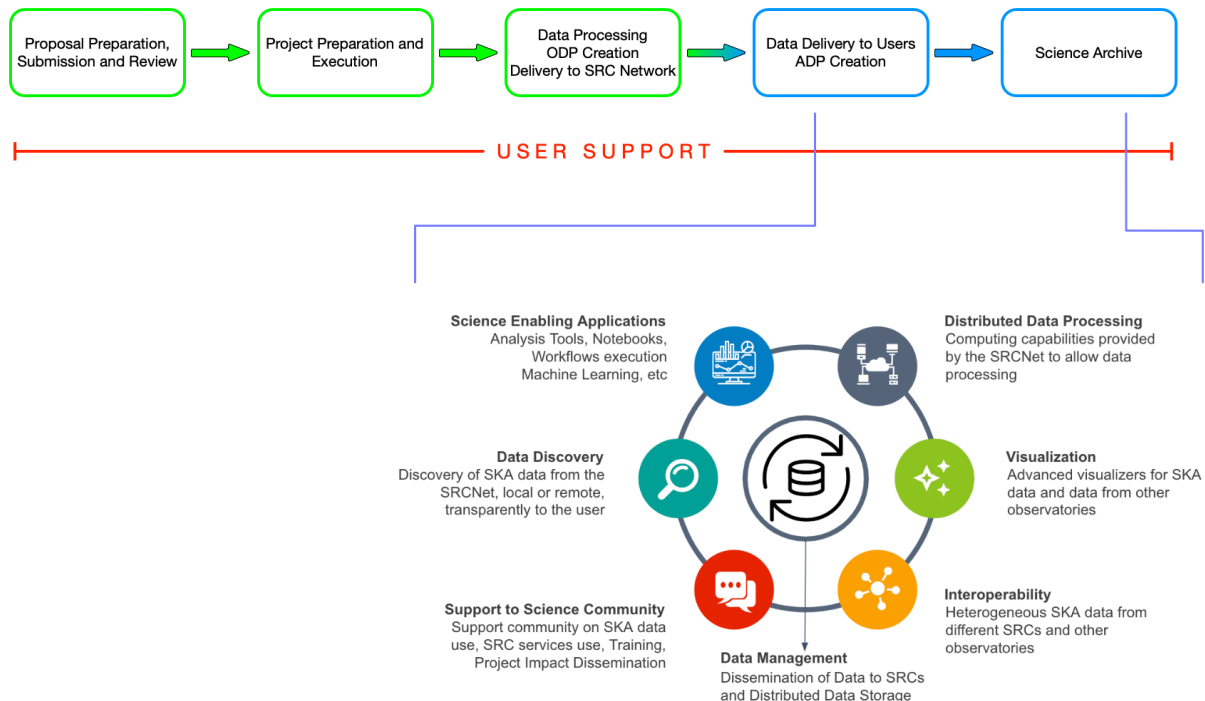 Proposal Preparation,
Submission and Review
Project Preparation and
Execution
Data Processing
ODP Creation
Delivery to SRC Network
Data Delivery to Users
ADP Creation
Science Archive
USER SUPPORT
Science Enabling Applications
Analysis Tools, Notebooks,
Workflows execution
Machine Learning, etc
Distributed Data Processing
Computing capabilities provided
by the SRCNet to allow data
processing
Data Discovery
Discovery of SKA data from the
SRCNet, local or remote,
transparently to the user
Visualization
Advanced visualizers for SKA
data and data from other
observatories
Support to Science Community
Support community on SKA data
use, SRC services use, Training,
Project Impact Dissemination
Interoperability
Heterogeneous SKA data from
different SRCs and other
observatories
Data Management
Dissemination of Data to SRCs
and Distributed Data Storage